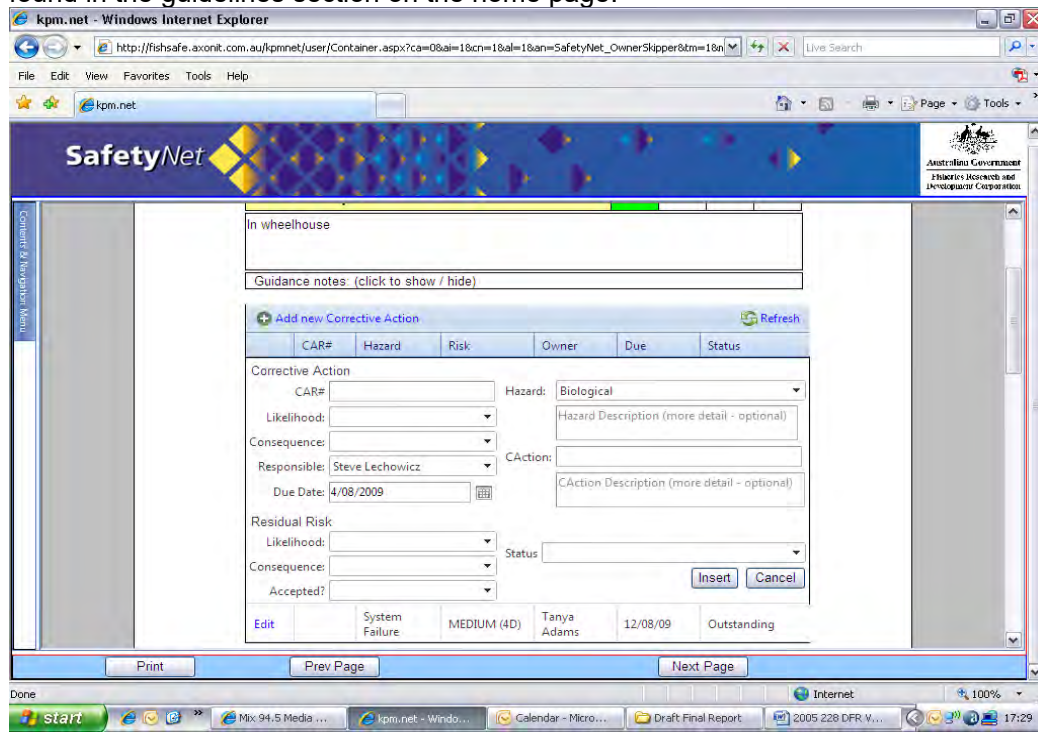 found in the guidelines section on the home page.
kpm.net - Windows Internet Explorer
http://fishsafe.axonit.com.au/kpmnet/user/Container.aspx?ca=0&ai=1&cn=1&al=1&an=SafetyNet_OwnerSkipper&tm=1&n
Live Search
File Edit View Favorites Tools Help
kpm.net
Page Tools
SafetyNet
Australian Government
Fisheries Research and
Development Corporation
Contents & Navigation Menu
In wheelhouse
Guidance notes: (click to show / hide)
Add new Corrective Action Refresh
CAR# Hazard Risk Owner Due Status
Corrective Action
CAR# Hazard: Biological
Likelihood: Hazard Description (more detail - optional)
Consequence:
CAction:
Responsible: Steve Lechowicz
CAction Description (more detail - optional)
Due Date: 4/08/2009
Residual Risk
Likelihood:
Status
Consequence:
Insert Cancel
Accepted?
Edit System Failure MEDIUM (4D) Tanya Adams 12/08/09 Outstanding
Print Prev Page Next Page
Done Internet 100%
start Mix 94.5 Media ... kpm.net - Windo... Calendar - Micro... Draft Final Report 2005 228 DFR V... 17:29